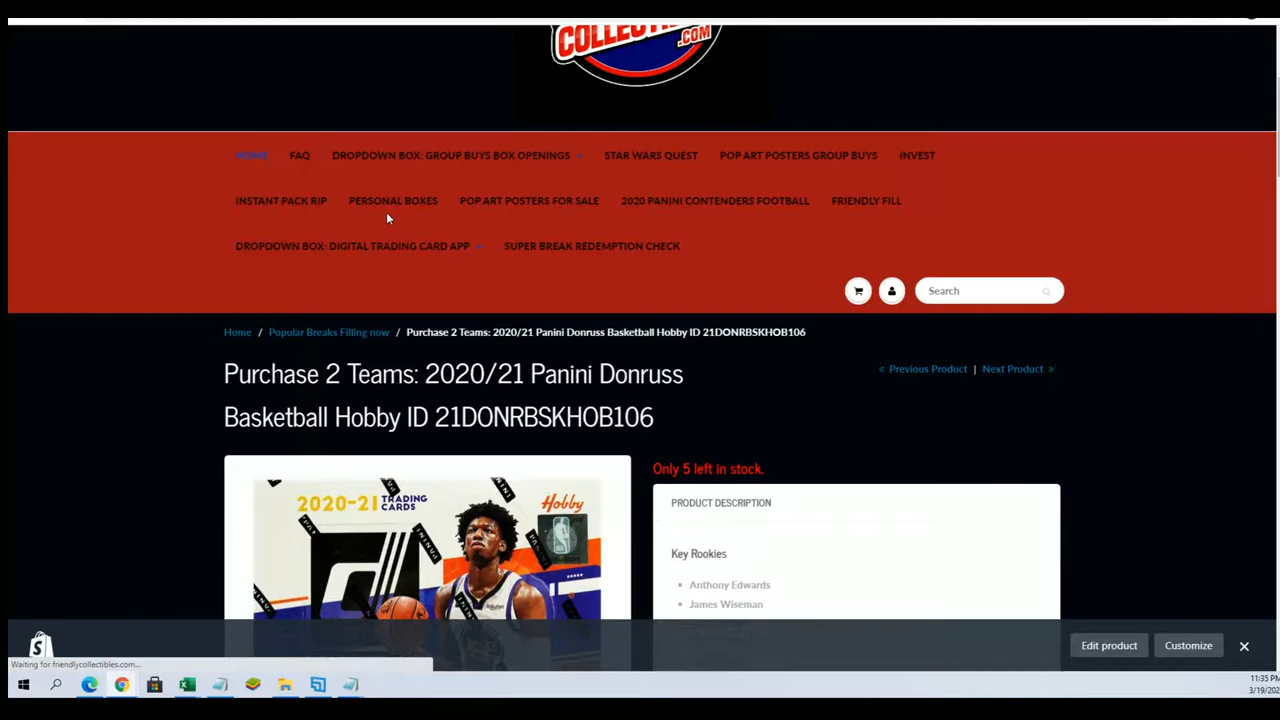 COLLECTIBLES
.COM
HOME FAQ DROPDOWN BOX: GROUP BUYS BOX OPENINGS STAR WARS QUEST POP ART POSTERS GROUP BUYS INVEST
INSTANT PACK RIP PERSONAL BOXES POP ART POSTERS FOR SALE 2020 PANINI CONTENDERS FOOTBALL FRIENDLY FILL
DROPDOWN BOX: DIGITAL TRADING CARD APP SUPER BREAK REDEMPTION CHECK
Search
Home / Popular Breaks Filling now / Purchase 2 Teams: 2020/21 Panini Donruss Basketball Hobby ID 21DONRBSKHOB106
Purchase 2 Teams: 2020/21 Panini Donruss
Basketball Hobby ID 21DONRBSKHOB106
< Previous Product | Next Product >
Only 5 left in stock.
PRODUCT DESCRIPTION
2020-21 TRADING CARDS
Hobby
PANINI
Key Rookies
Anthony Edwards
James Wiseman
Edit product Customize
Waiting for friendlycollectibles.com...
11:35 PM
3/19/202